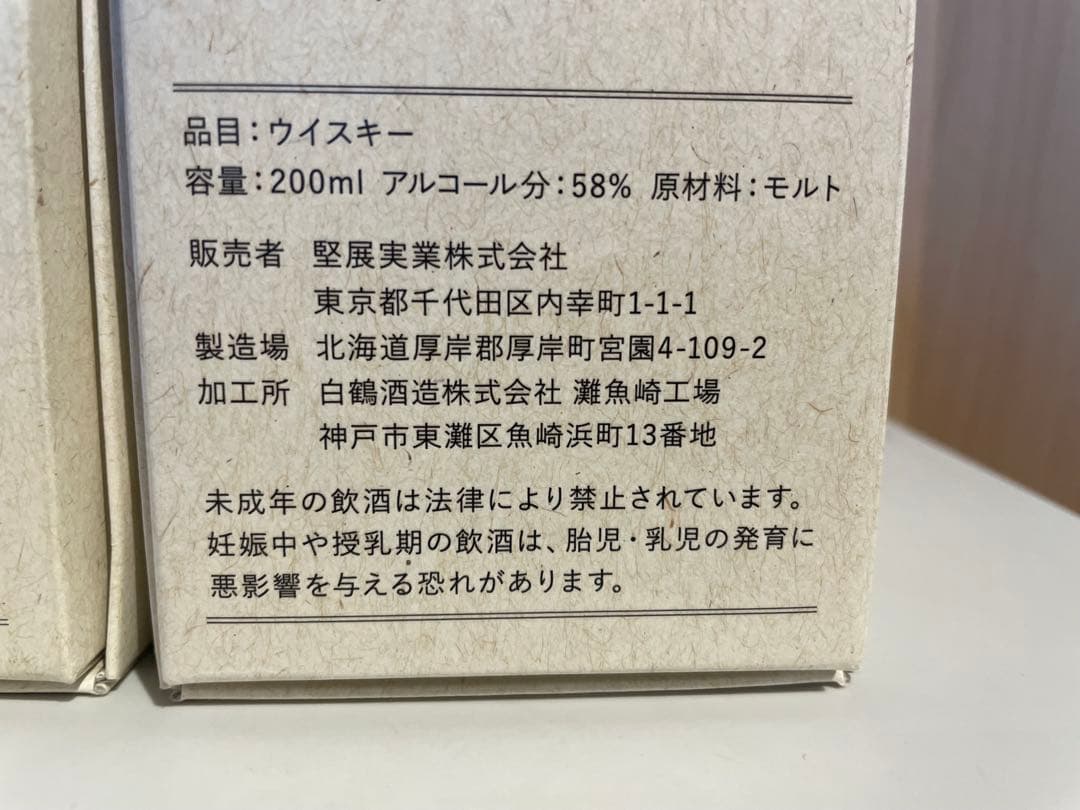 品目：ウイスキー
容量：200ml アルコール分：58% 原材料：モルト
販売者 堅展実業株式会社
東京都千代田区内幸町1-1-1
製造場 北海道厚岸郡厚岸町宮園4-109-2
加工所 白鶴酒造株式会社 灘魚崎工場
神戸市東灘区魚崎浜町13番地
未成年の飲酒は法律により禁止されています。
妊娠中や授乳期の飲酒は、胎児・乳児の発育に
悪影響を与える恐れがあります。